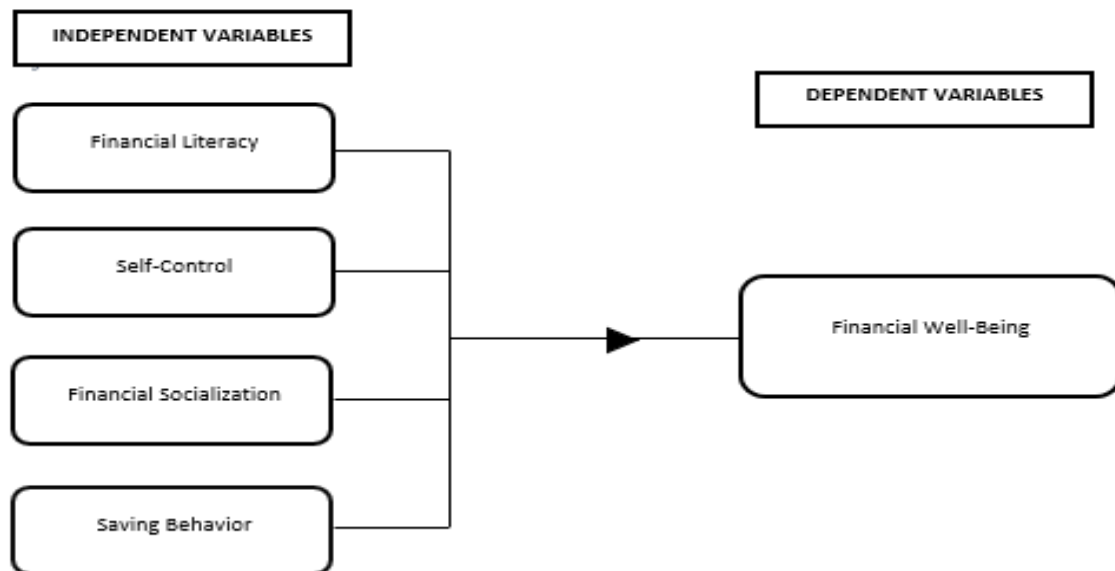 INDEPENDENT VARIABLES
DEPENDENT VARIABLES
Financial Literacy
Self-Control
Financial Well-Being
Financial Socialization
Saving Behavior